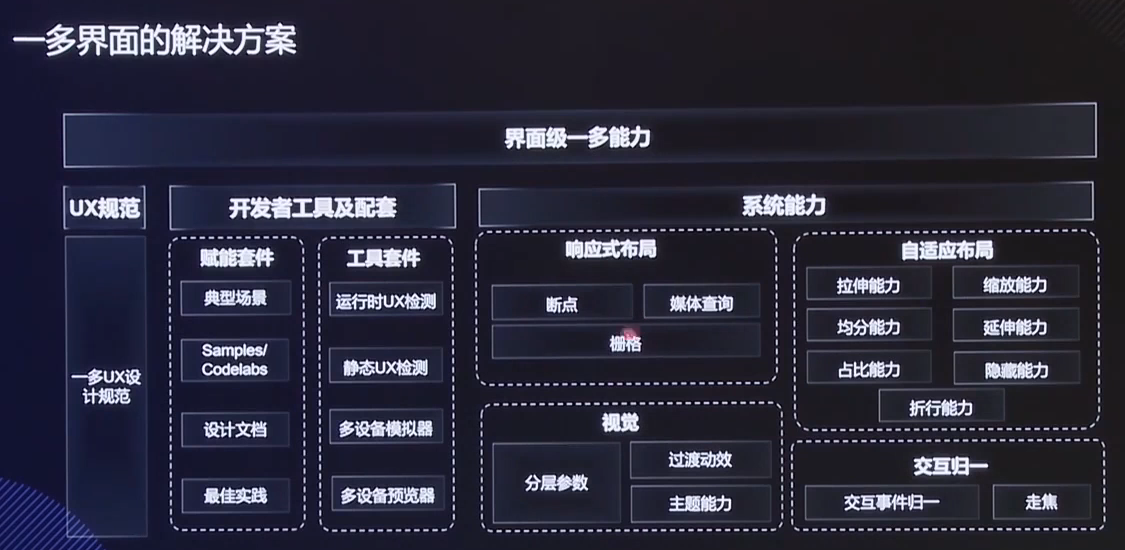 一多界面的解决方案
界面级一多能力
UX规范
一多UX设
计规范
开发者工具及配套
赋能套件
典型场景
Samples/
Codelabs
设计文档
最佳实践
工具套件
运行时UX检测
静态UX检测
多设备模拟器
多设备预览器
系统能力
响应式布局
断点
媒体查询
栅格
视觉
分层参数
过渡动效
主题能力
自适应布局
拉伸能力
缩放能力
均分能力
延伸能力
占比能力
隐藏能力
折行能力
交互归一
交互事件归一
走焦